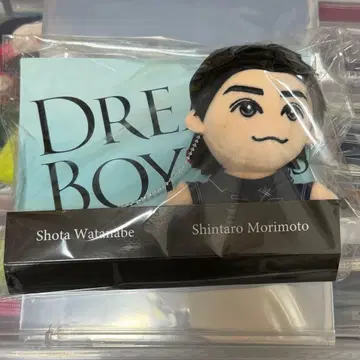 DRE
BOY
Shota Watanabe
Shintaro Morimoto